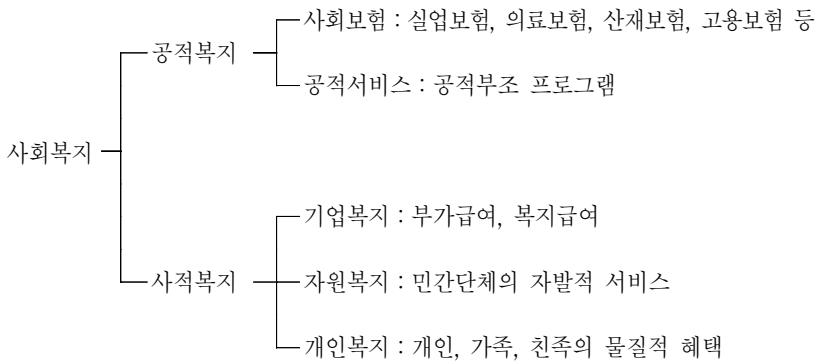 사회보험 : 실업보험, 의료보험, 산재보험, 고용보험 등
공적복지
공적서비스 : 공적부조 프로그램
사회복지
기업복지 : 부가급여, 복지급여
사적복지
자원복지 : 민간단체의 자발적 서비스
개인복지 : 개인, 가족, 친족의 물질적 혜택